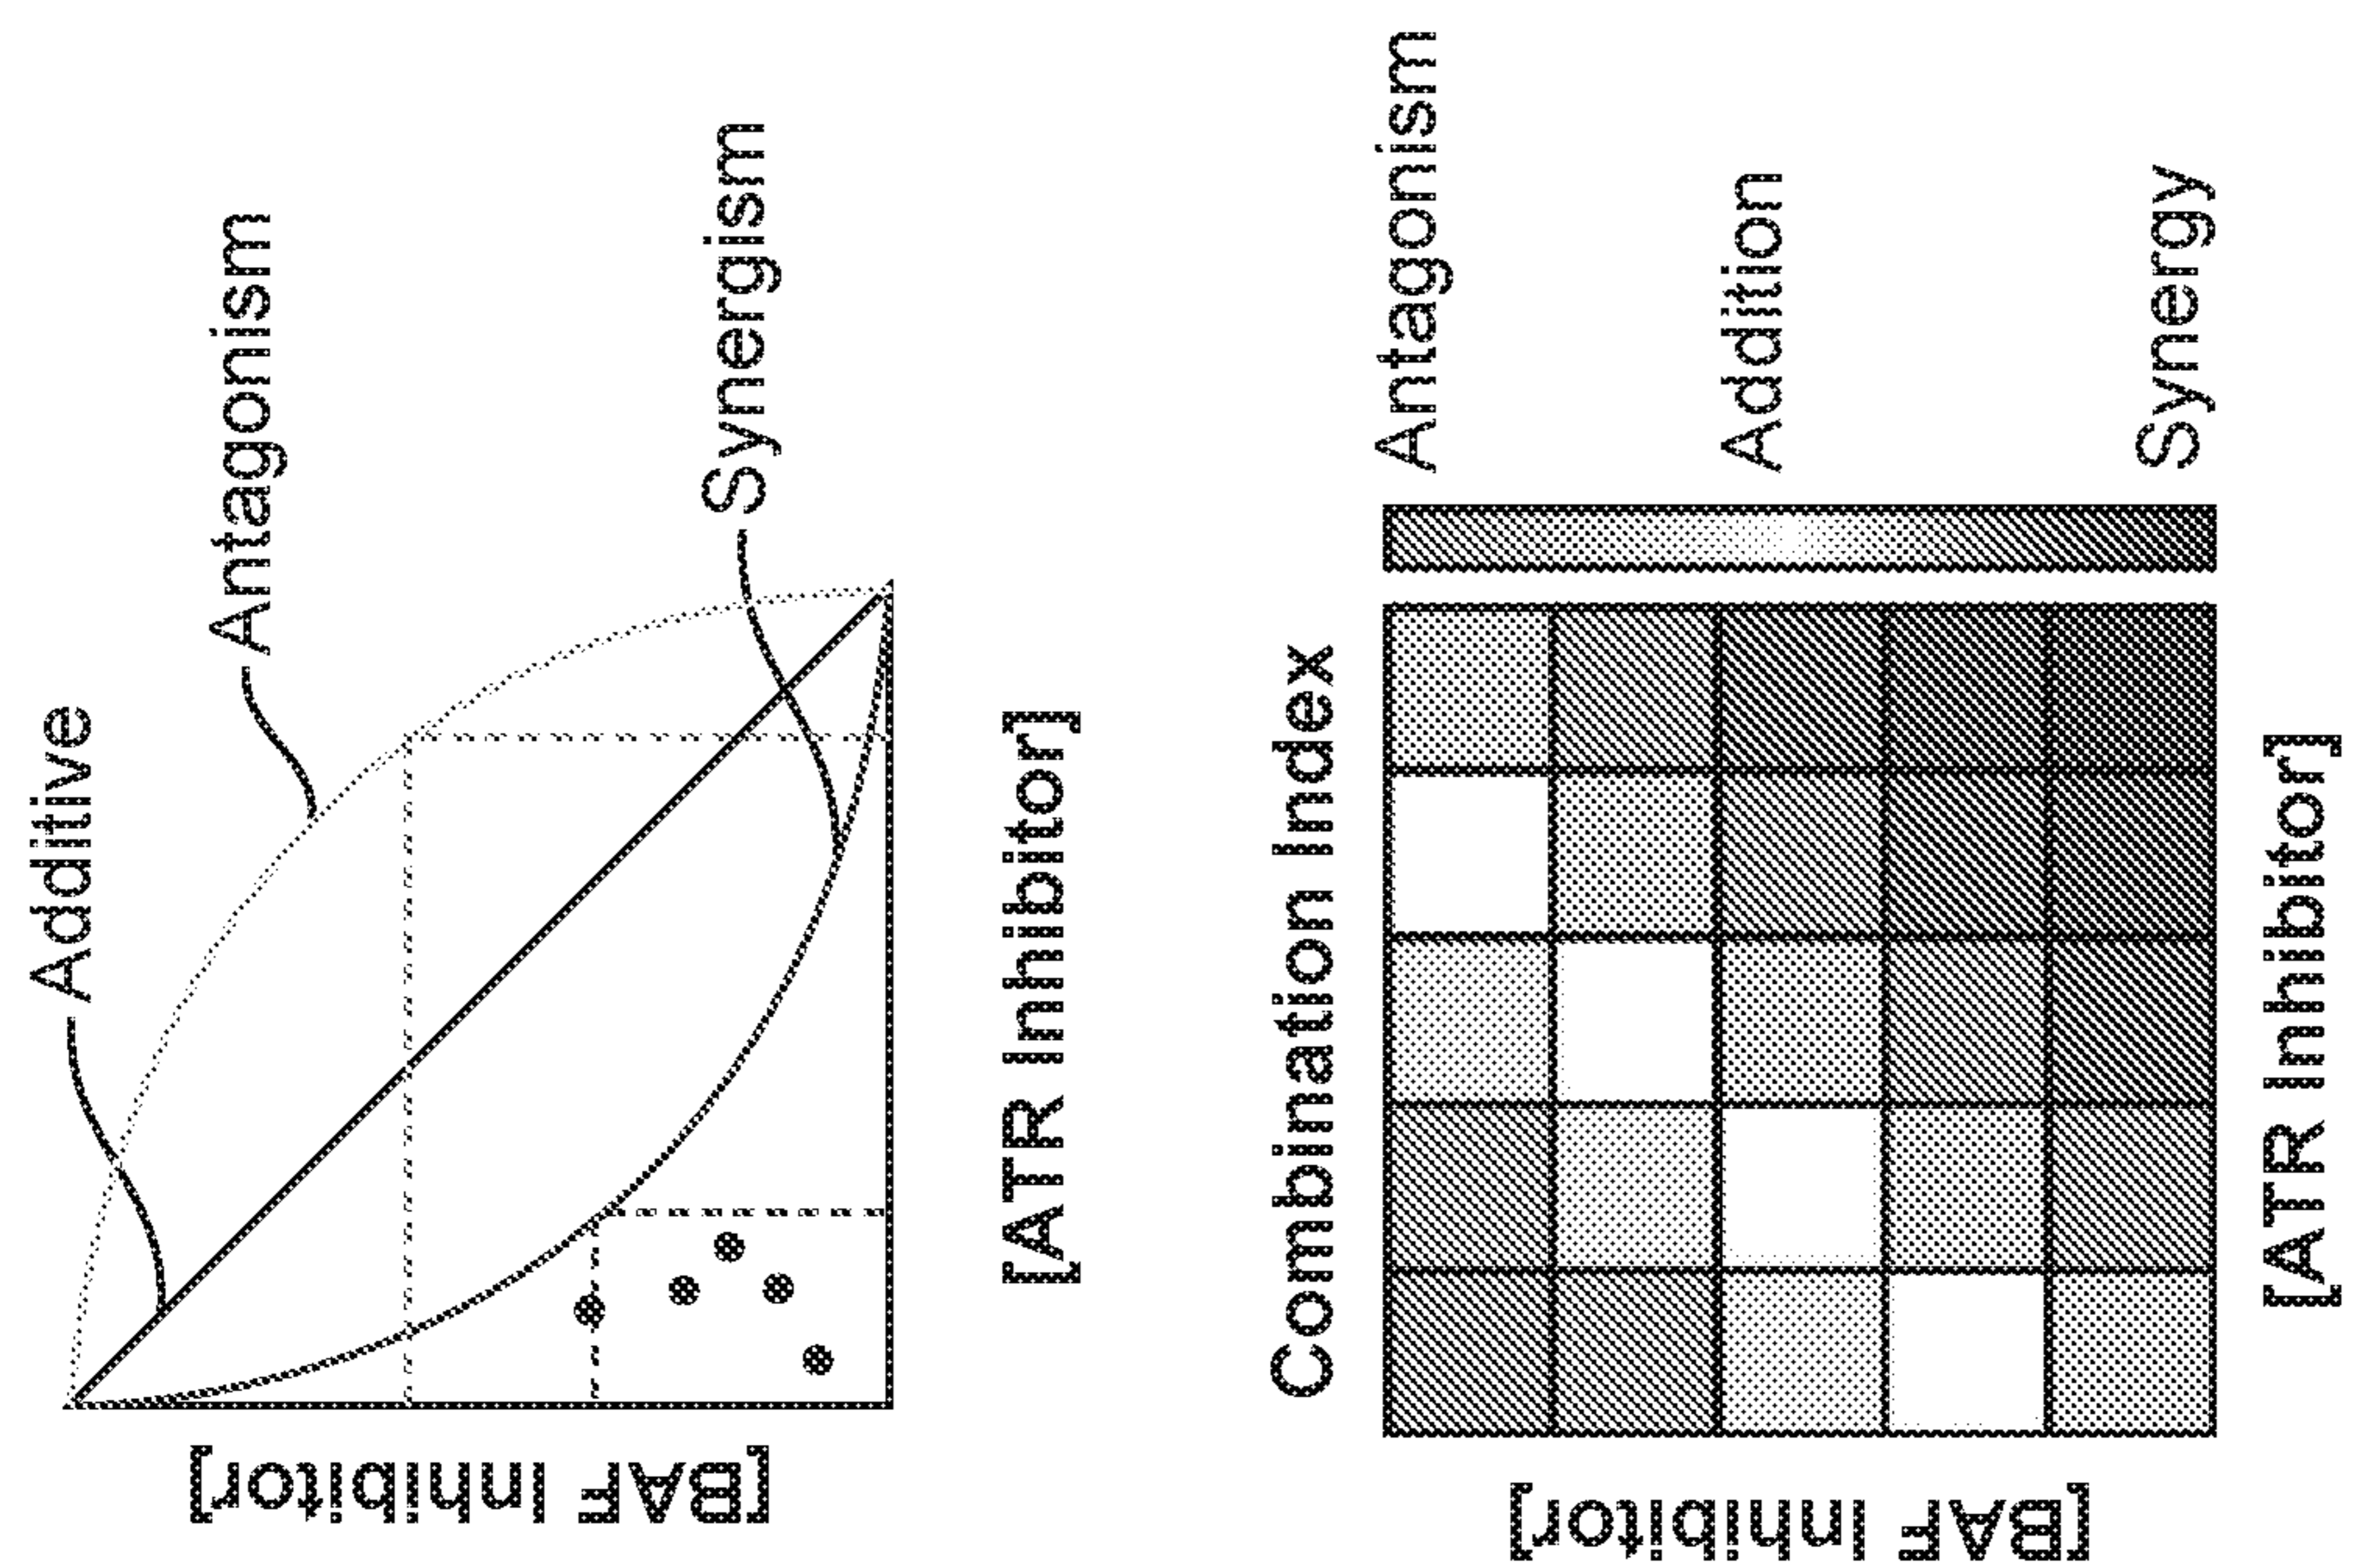 Additive
Antagonism
Synergism
[BAF Inhibitor]
[ATR Inhibitor]
Combination Index
Antagonism
Addition
Synergy
[BAF Inhibitor]
[ATR Inhibitor]